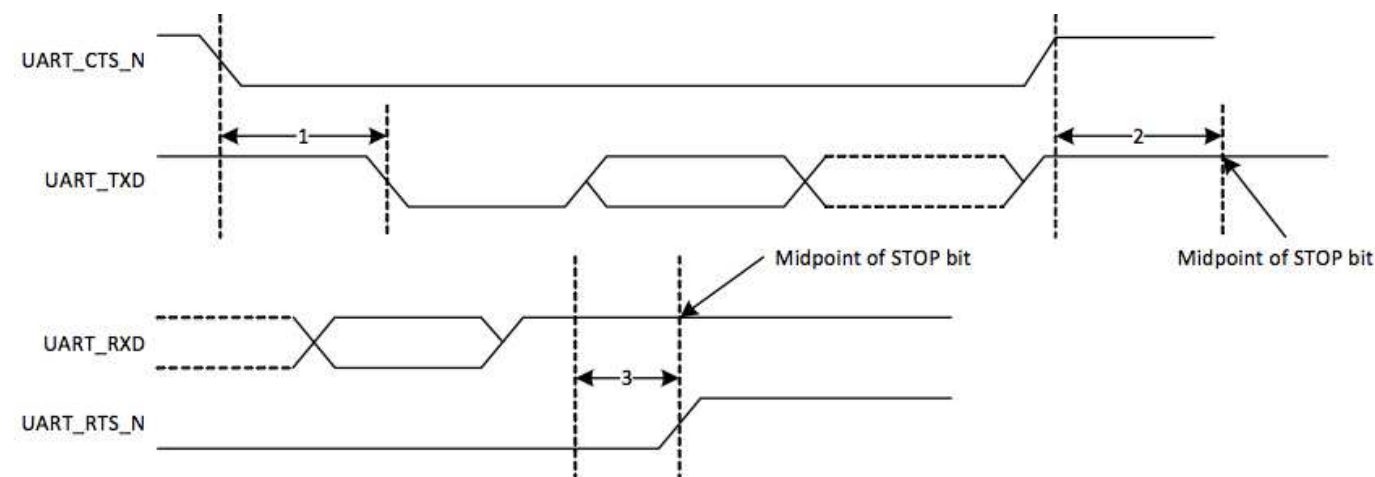 UART_CTS_N
1
2
UART_TXD
Midpoint of STOP bit
Midpoint of STOP bit
UART_RXD
3
UART_RTS_N